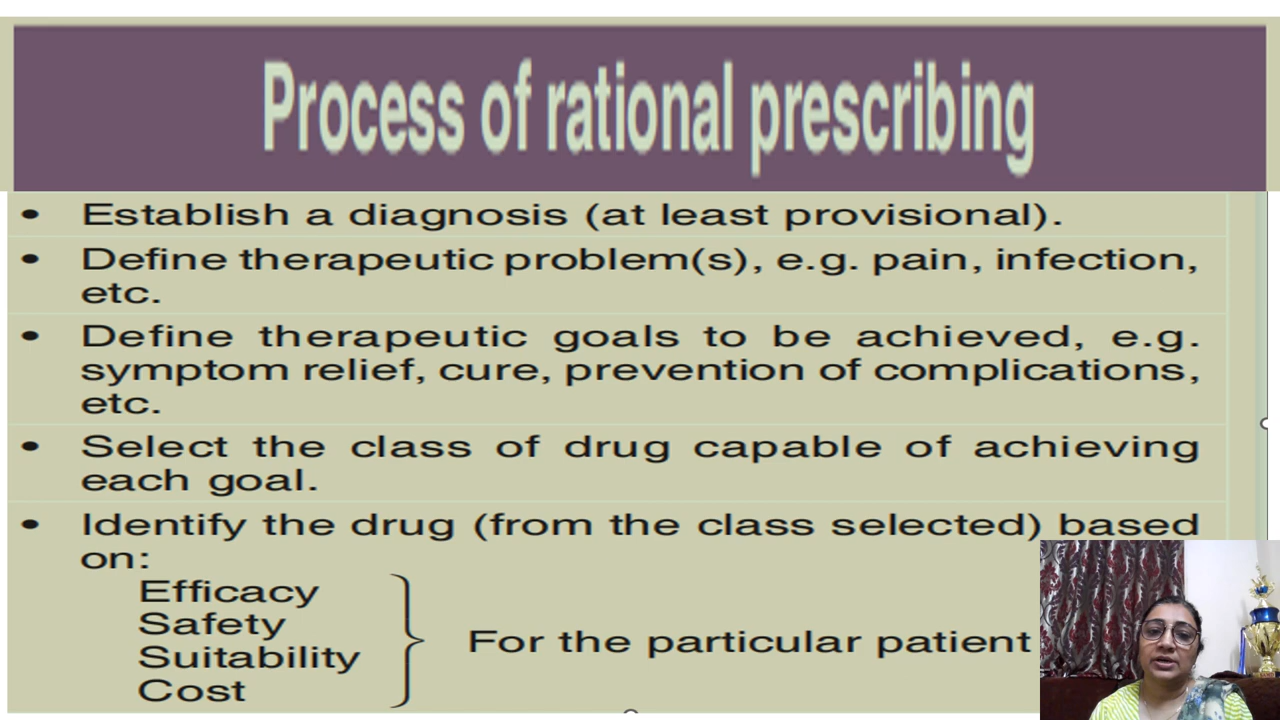 Process of rational prescribing
• Establish a diagnosis (at least provisional).
• Define therapeutic problem(s), e.g. pain, infection,
etc.
• Define therapeutic goals to be achieved, e.g.
symptom relief, cure, prevention of complications,
etc.
• Select the class of drug capable of achieving
each goal.
• Identify the drug (from the class selected) based
on:
Efficacy
Safety
Suitability
Cost
For the particular patient